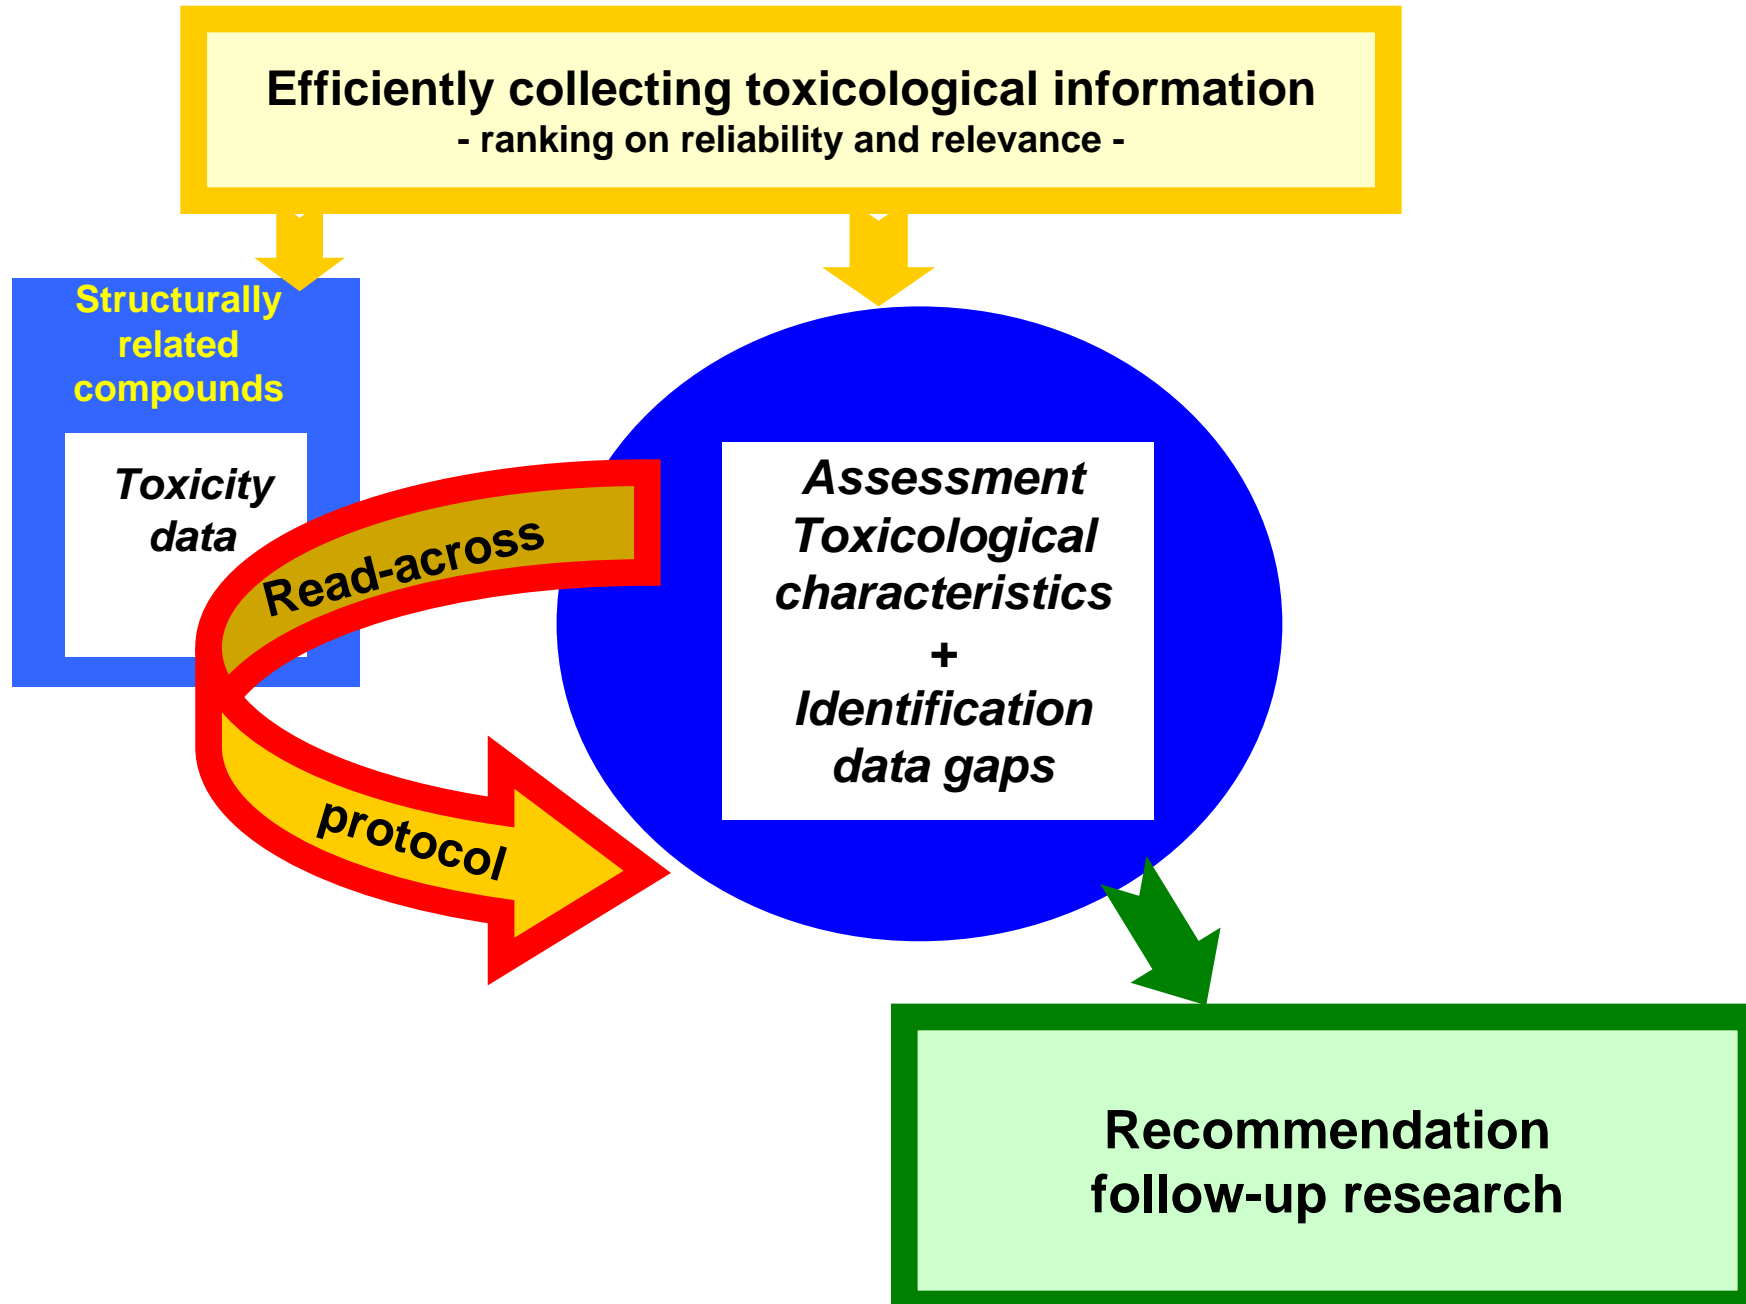 Efficiently collecting toxicological information
- ranking on reliability and relevance -
Structurally
related
compounds
Toxicity
data
Read-across
protocol
Assessment
Toxicological
characteristics
+
Identification
data gaps
Recommendation
follow-up research